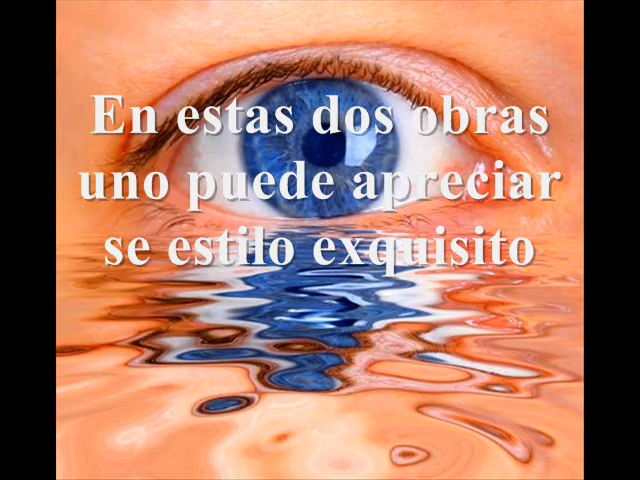 En estas dos obras
uno puede apreciar
se estilo exquisito